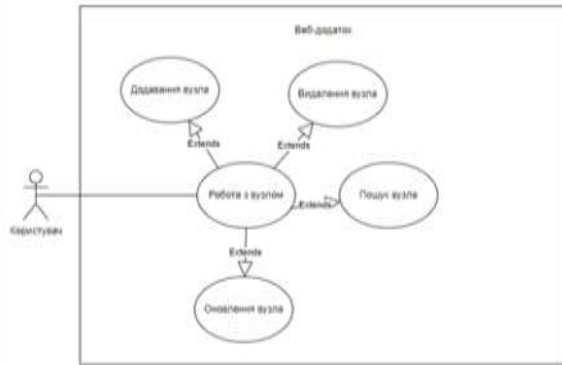 Веб-додаток
Додавання вузла
Видалення вузла
Extends
Extends
Робота з вузлом
Extends
Пошук вузла
Користувач
Extends
Оновлення вузла